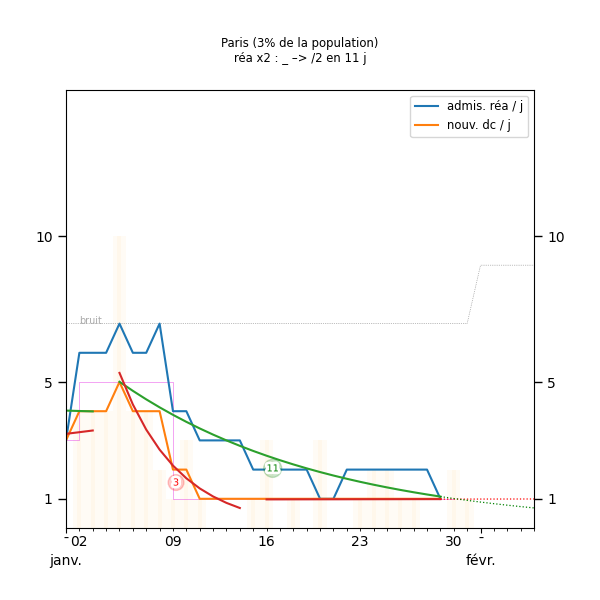 Paris (3% de la population)
réa x2 : _ –> /2 en 11 j
admis. réa / j
nouv. dc / j
10 10
bruit
5 5
11
3
1 1
- 02 09 16 23 30 -
janv. févr.